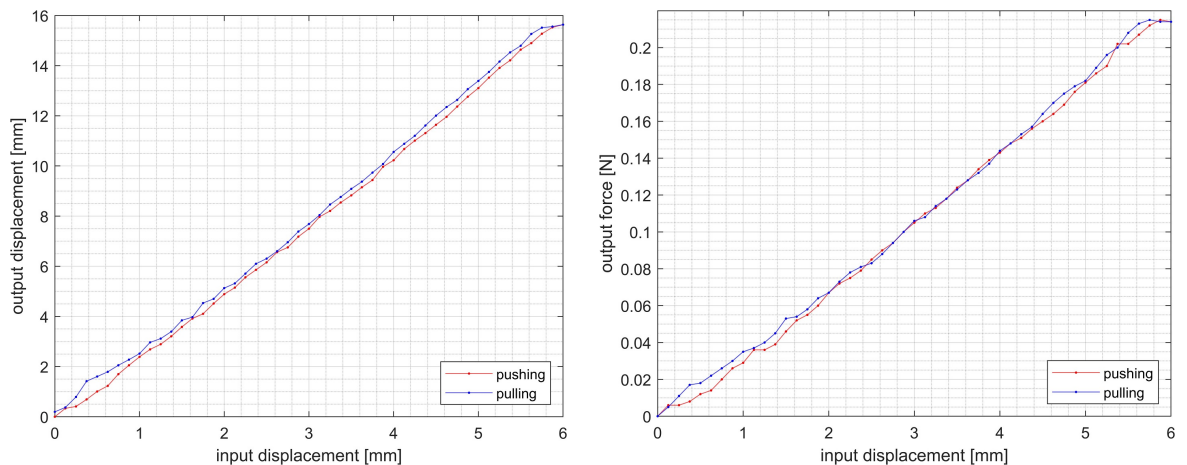 16
14
12
10
8
6
4
2
0
output displacement [mm]
0 1 2 3 4 5 6
input displacement [mm]
pushing
pulling
0.2
0.18
0.16
0.14
0.12
0.1
0.08
0.06
0.04
0.02
0
output force [N]
0 1 2 3 4 5 6
input displacement [mm]
pushing
pulling